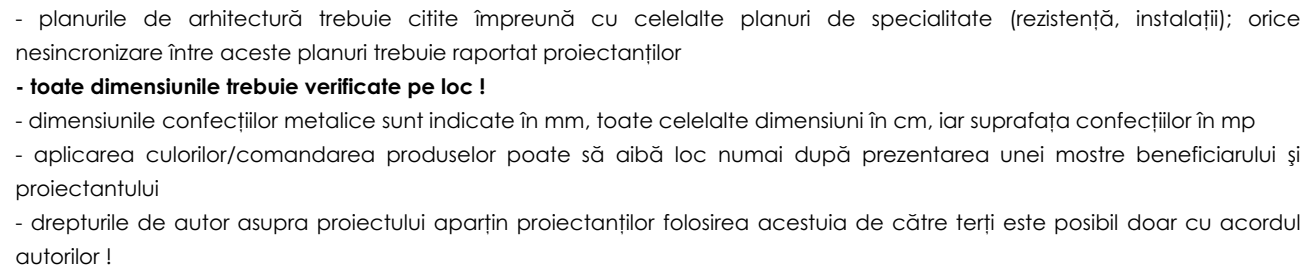 - planurile de arhitectură trebuie citite împreună cu celelalte planuri de specialitate (rezistență, instalații); orice
nesincronizare între aceste planuri trebuie raportat proiectanților
- toate dimensiunile trebuie verificate pe loc !
- dimensiunile confecțiilor metalice sunt indicate în mm, toate celelalte dimensiuni în cm, iar suprafața confecțiilor în mp
- aplicarea culorilor/comandarea produselor poate să aibă loc numai după prezentarea unei mostre beneficiarului şi
proiectantului
- drepturile de autor asupra proiectului aparțin proiectanților folosirea acestuia de către terți este posibil doar cu acordul
autorilor !